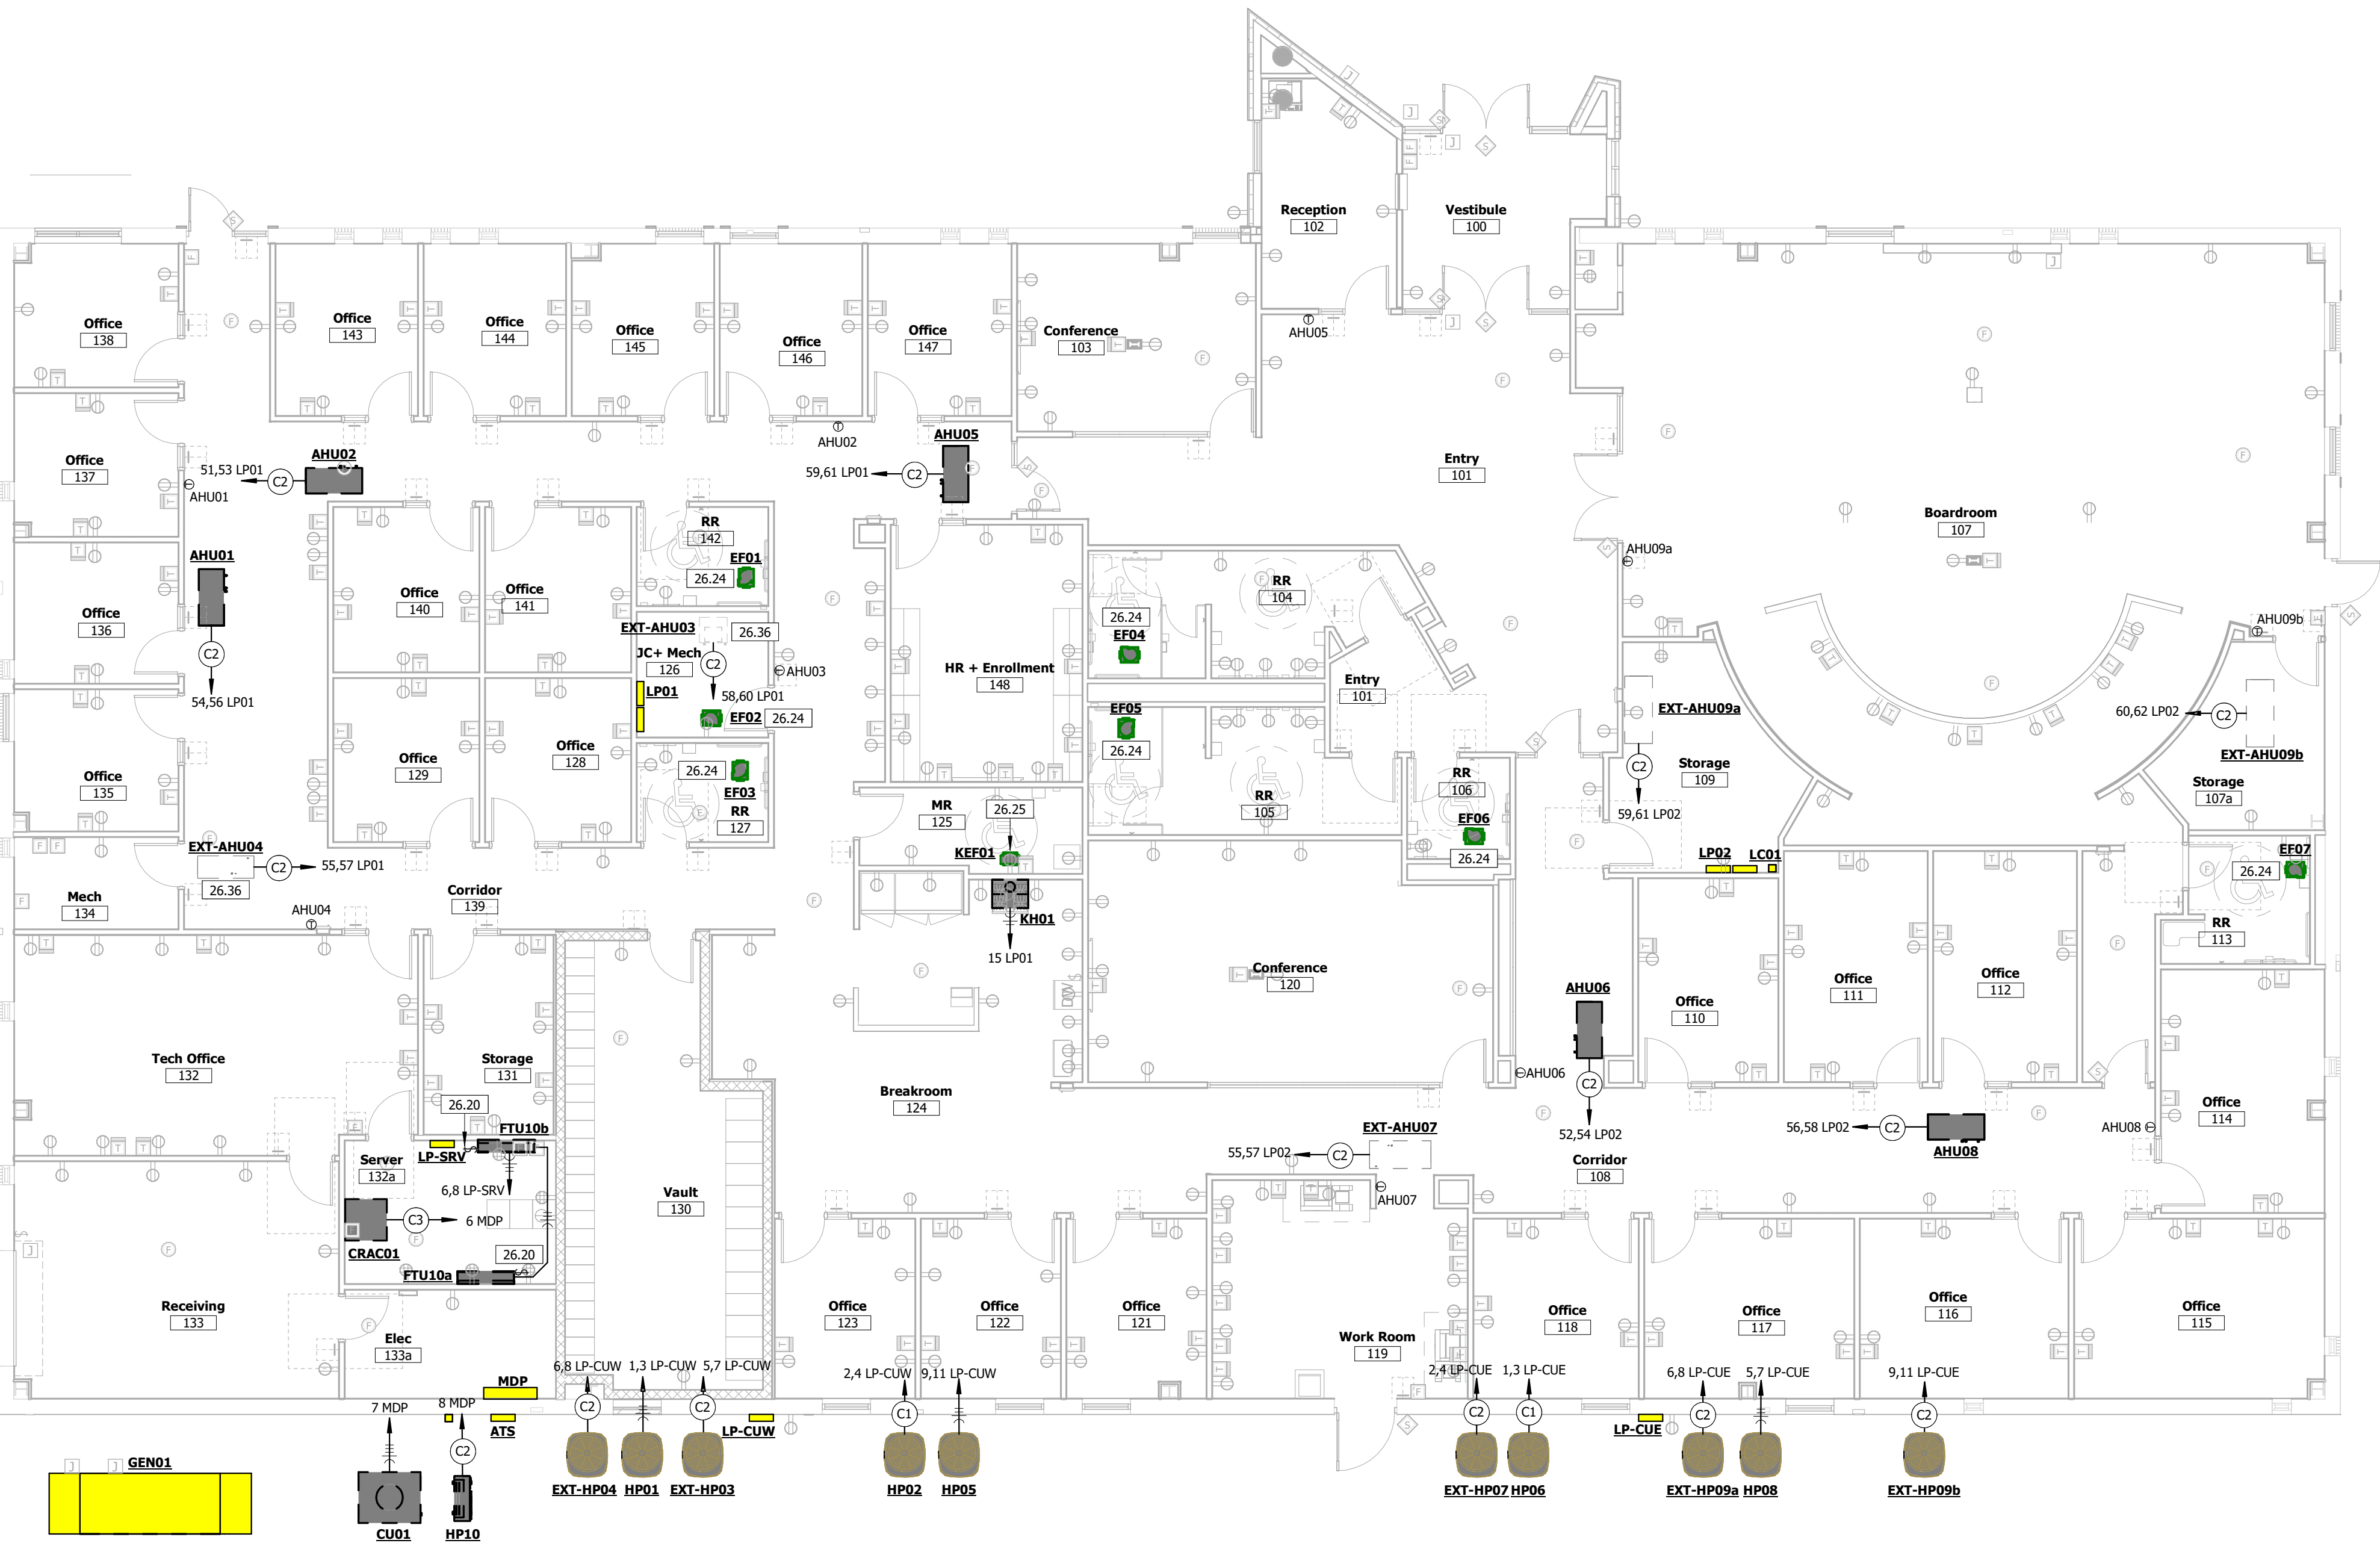 Reception
102
Vestibule
100
Office
138
Office
143
Office
144
Office
145
Office
146
Office
147
Conference
103
AHU05
AHU02
AHU05
59,61 LP01
C2
AHU02
51,53 LP01
C2
AHU01
Office
137
Entry
101
Boardroom
107
AHU01
C2
54,56 LP01
Office
136
Office
140
Office
141
RR
142
EF01
26.24
EXT-AHU03
26.36
JC+ Mech
126
C2
AHU03
LP01
58,60 LP01
EF02
26.24
HR + Enrollment
148
26.24
EF04
RR
104
AHU09a
AHU09b
Entry
101
EXT-AHU09a
60,62 LP02
C2
EXT-AHU09b
EF05
26.24
Office
135
Office
129
Office
128
26.24
EF03
RR
127
MR
125
26.25
KEF01
RR
105
RR
106
EF06
26.24
C2
Storage
109
59,61 LP02
Storage
107a
LP02
LC01
EF07
26.24
EXT-AHU04
C2
55,57 LP01
26.36
AHU04
Mech
134
Corridor
139
KH01
15 LP01
RR
113
Conference
120
AHU06
C2
52,54 LP02
AHU06
Office
110
Office
111
Office
112
Tech Office
132
Storage
131
26.20
FTU10b
LP-SRV
Server
132a
6,8 LP-SRV
C3
6 MDP
CRAC01
26.20
FTU10a
Breakroom
124
Vault
130
EXT-AHU07
55,57 LP02
C2
AHU07
Corridor
108
56,58 LP02
C2
AHU08
AHU08
Office
114
Receiving
133
Elec
133a
MDP
Office
123
Office
122
Office
121
Work Room
119
Office
118
Office
117
Office
116
Office
115
6,8 LP-CUW
1,3 LP-CUW
5,7 LP-CUW
2,4 LP-CUW
9,11 LP-CUW
2,4 LP-CUE
1,3 LP-CUE
6,8 LP-CUE
5,7 LP-CUE
9,11 LP-CUE
7 MDP
8 MDP
ATS
C2
C2
C2
LP-CUW
C1
C2
C1
LP-CUE
C2
C2
GEN01
CU01
HP10
EXT-HP04
HP01
EXT-HP03
HP02
HP05
EXT-HP07
HP06
EXT-HP09a
HP08
EXT-HP09b